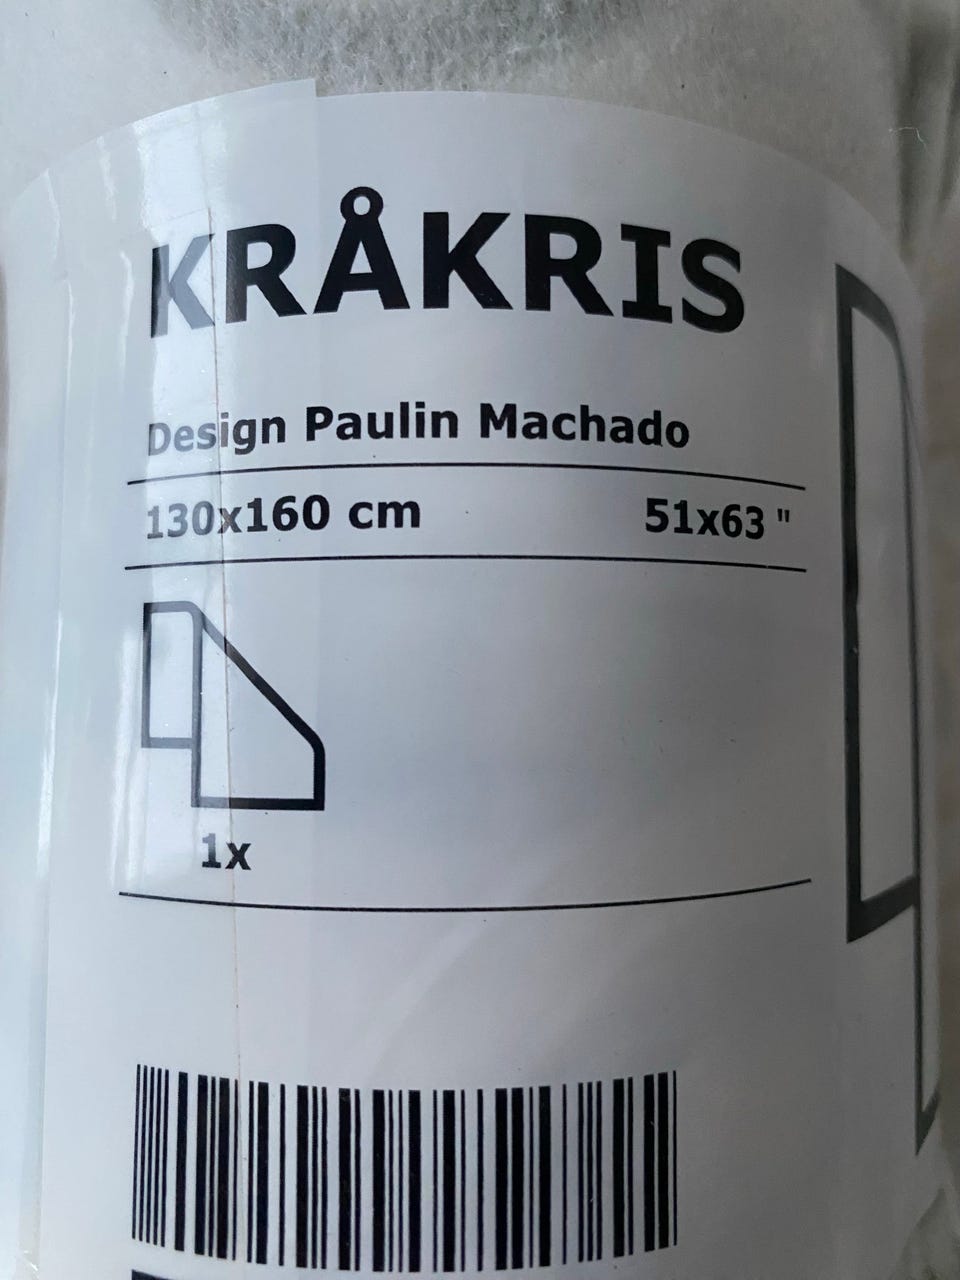 KRÅKRIS
Design Paulin Machado
130x160 cm 51x63 "
1x